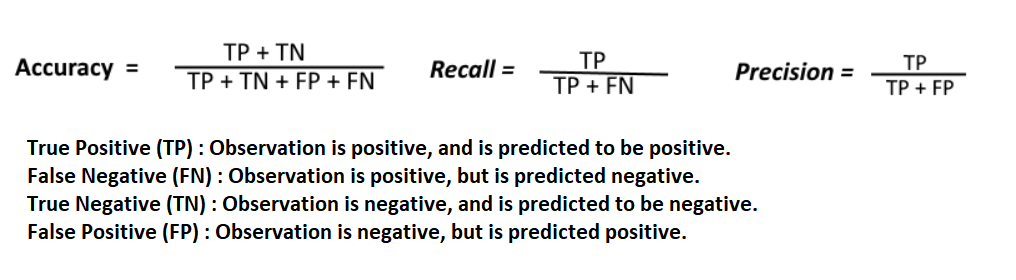 Accuracy = TP + TN / TP + TN + FP + FN
Recall = TP / TP + FN
Precision = TP / TP + FP
True Positive (TP) : Observation is positive, and is predicted to be positive.
False Negative (FN) : Observation is positive, but is predicted negative.
True Negative (TN) : Observation is negative, and is predicted to be negative.
False Positive (FP) : Observation is negative, but is predicted positive.